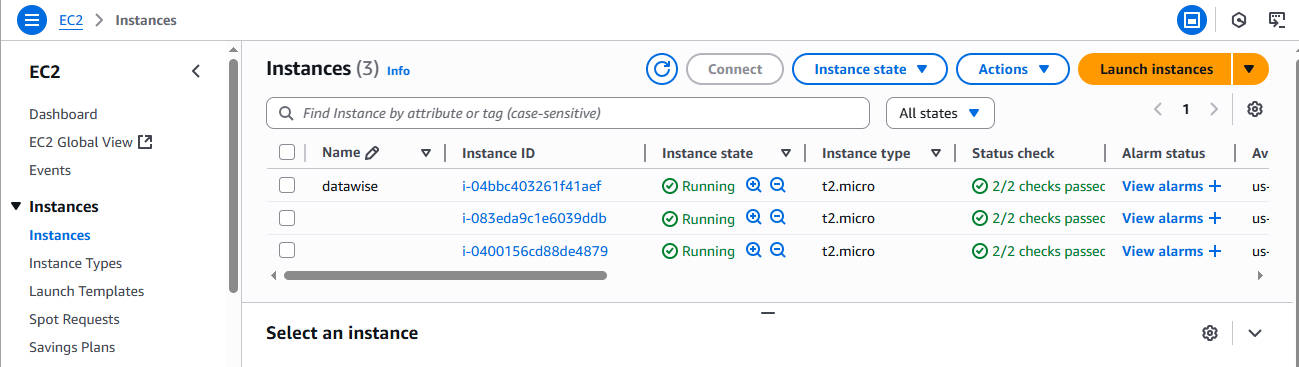 EC2 > Instances
EC2
Dashboard
EC2 Global View
Events
Instances
Instances
Instance Types
Launch Templates
Spot Requests
Savings Plans
Instances (3) Info
Connect
Instance state
Actions
Launch instances
Find Instance by attribute or tag (case-sensitive)
All states
1
Name Instance ID Instance state Instance type Status check Alarm status Av
datawise i-04bbc403261f41aef Running t2.micro 2/2 checks passed View alarms + us-
i-083eda9c1e6039ddb Running t2.micro 2/2 checks passed View alarms + us-
i-0400156cd88de4879 Running t2.micro 2/2 checks passed View alarms + us-
Select an instance